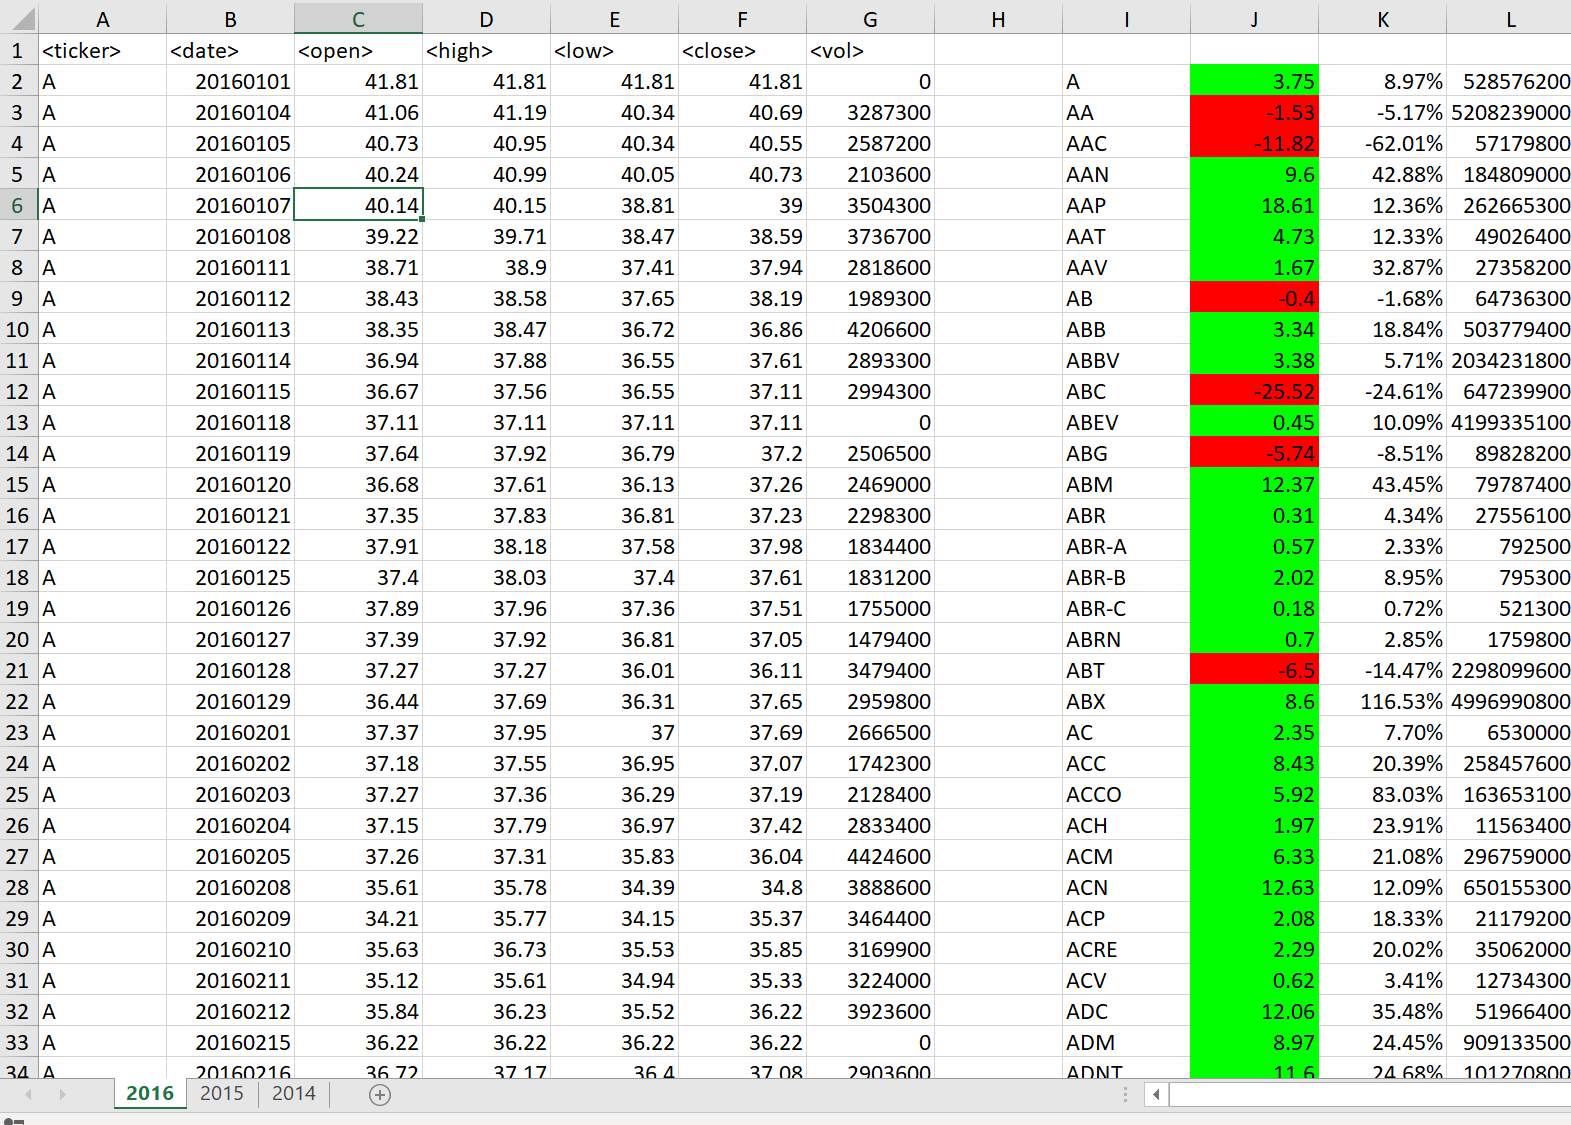 A B C D E F G H I J K L
1 <ticker> <date> <open> <high> <low> <close> <vol>
2 A 20160101 41.81 41.81 41.81 41.81 0 A 3.75 8.97% 528576200
3 A 20160104 41.06 41.19 40.34 40.69 3287300 AA -1.53 -5.17% 5208239000
4 A 20160105 40.73 40.95 40.34 40.55 2587200 AAC -11.82 -62.01% 57179800
5 A 20160106 40.24 40.99 40.05 40.73 2103600 AAN 9.6 42.88% 184809000
6 A 20160107 40.14 40.15 38.81 39 3504300 AAP 18.61 12.36% 262665300
7 A 20160108 39.22 39.71 38.47 38.59 3736700 AAT 4.73 12.33% 49026400
8 A 20160111 38.71 38.9 37.41 37.94 2818600 AAV 1.67 32.87% 27358200
9 A 20160112 38.43 38.58 37.65 38.19 1989300 AB -0.4 -1.68% 64736300
10 A 20160113 38.35 38.47 36.72 36.86 4206600 ABB 3.34 18.84% 503779400
11 A 20160114 36.94 37.88 36.55 37.61 2893300 ABBV 3.38 5.71% 2034231800
12 A 20160115 36.67 37.56 36.55 37.11 2994300 ABC -25.52 -24.61% 647239900
13 A 20160118 37.11 37.11 37.11 37.11 0 ABEV 0.45 10.09% 4199335100
14 A 20160119 37.64 37.92 36.79 37.2 2506500 ABG -5.74 -8.51% 89828200
15 A 20160120 36.68 37.61 36.13 37.26 2469000 ABM 12.37 43.45% 79787400
16 A 20160121 37.35 37.83 36.81 37.23 2298300 ABR 0.31 4.34% 27556100
17 A 20160122 37.91 38.18 37.58 37.98 1834400 ABR-A 0.57 2.33% 792500
18 A 20160125 37.4 38.03 37.4 37.61 1831200 ABR-B 2.02 8.95% 795300
19 A 20160126 37.89 37.96 37.36 37.51 1755000 ABR-C 0.18 0.72% 521300
20 A 20160127 37.39 37.92 36.81 37.05 1479400 ABRN 0.7 2.85% 1759800
21 A 20160128 37.27 37.27 36.01 36.11 3479400 ABT -6.5 -14.47% 2298099600
22 A 20160129 36.44 37.69 36.31 37.65 2959800 ABX 8.6 116.53% 4996990800
23 A 20160201 37.37 37.95 37 37.69 2666500 AC 2.35 7.70% 6530000
24 A 20160202 37.18 37.55 36.95 37.07 1742300 ACC 8.43 20.39% 258457600
25 A 20160203 37.27 37.36 36.29 37.19 2128400 ACCO 5.92 83.03% 163653100
26 A 20160204 37.15 37.79 36.97 37.42 2833400 ACH 1.97 23.91% 11563400
27 A 20160205 37.26 37.31 35.83 36.04 4424600 ACM 6.33 21.08% 296759000
28 A 20160208 35.61 35.78 34.39 34.8 3888600 ACN 12.63 12.09% 650155300
29 A 20160209 34.21 35.77 34.15 35.37 3464400 ACP 2.08 18.33% 21179200
30 A 20160210 35.63 36.73 35.53 35.85 3169900 ACRE 2.29 20.02% 35062000
31 A 20160211 35.12 35.61 34.94 35.33 3224000 ACV 0.62 3.41% 12734300
32 A 20160212 35.84 36.23 35.52 36.22 3923600 ADC 12.06 35.48% 51966400
33 A 20160215 36.22 36.22 36.22 36.22 0 ADM 8.97 24.45% 909133500
34 A 20160216 36.72 37.17 36.4 37.08 2903600 ADNT 11.6 24.68% 101270800
2016 2015 2014